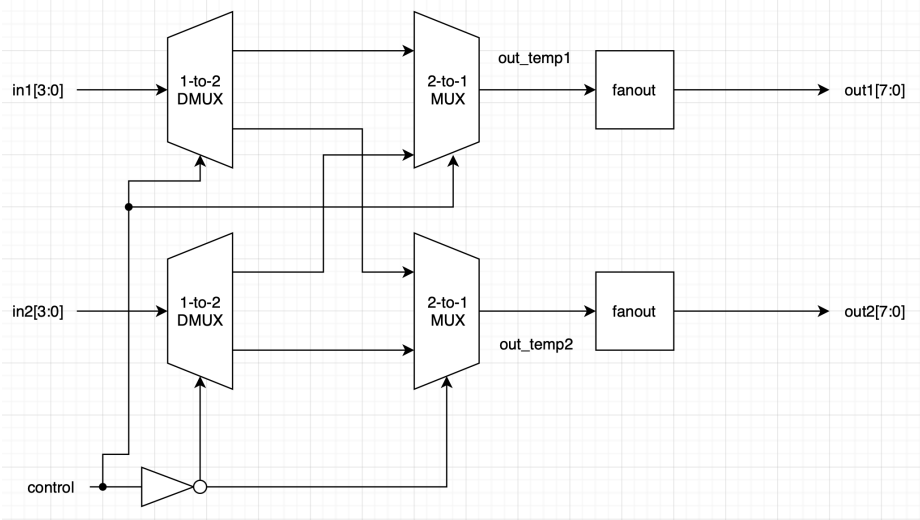 out_temp1
in1[3:0]
1-to-2
DMUX
2-to-1
MUX
fanout
out1[7:0]
in2[3:0]
1-to-2
DMUX
2-to-1
MUX
fanout
out2[7:0]
out_temp2
control